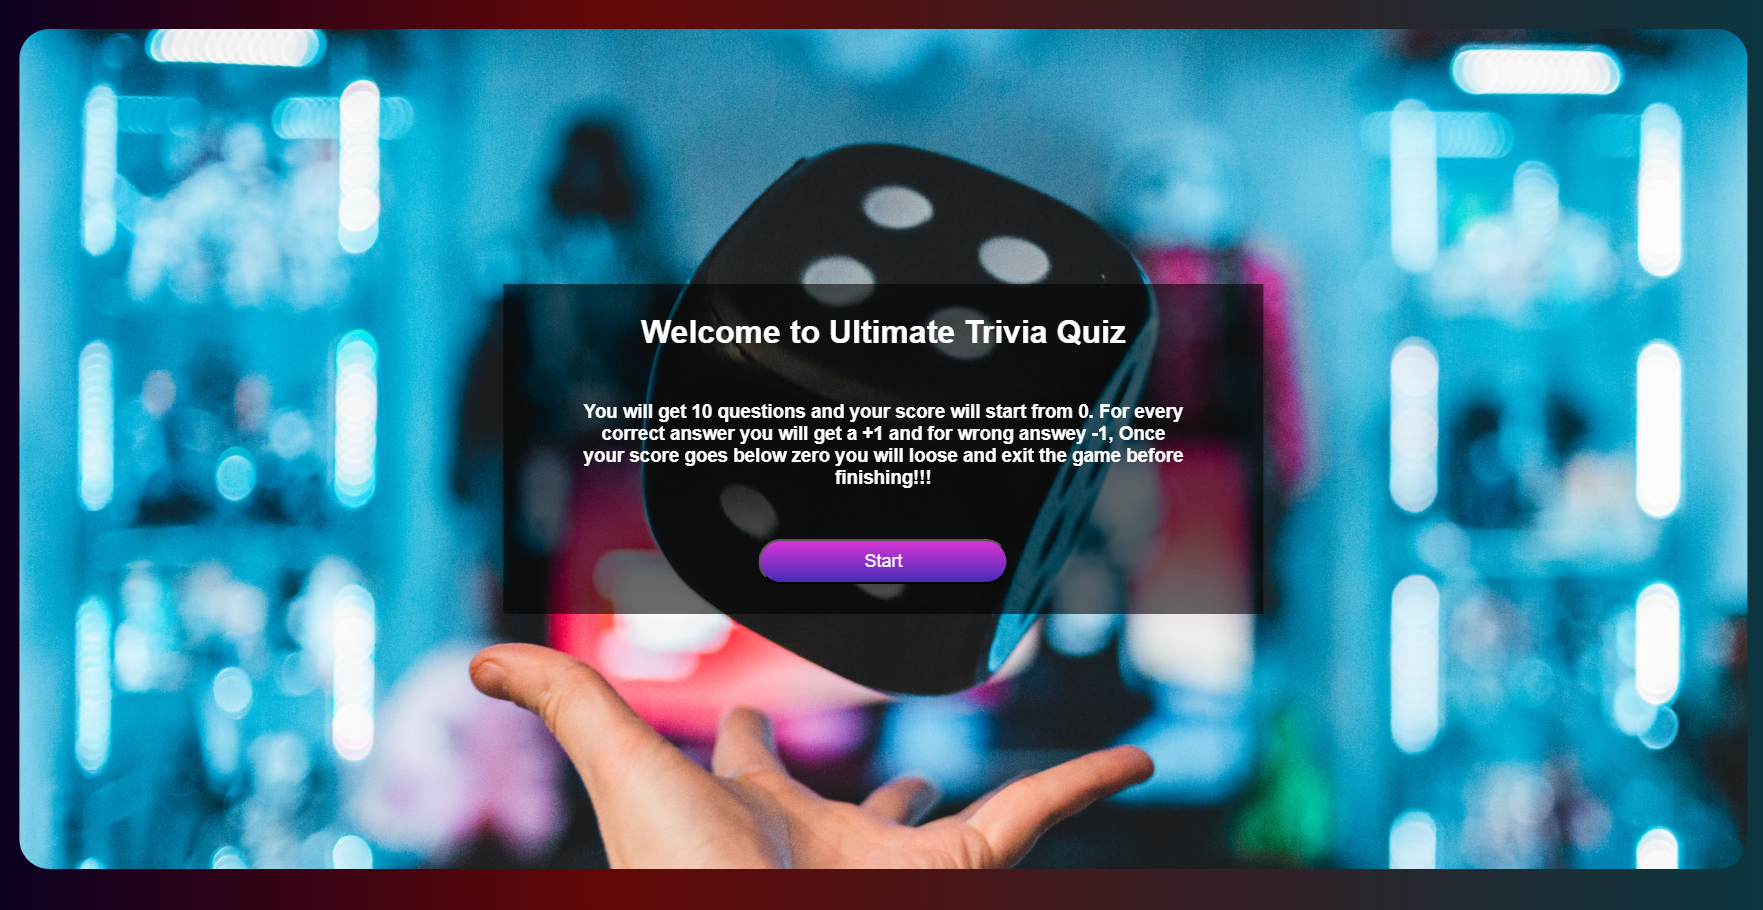 Welcome to Ultimate Trivia Quiz
You will get 10 questions and your score will start from 0. For every
correct answer you will get a +1 and for wrong answey -1, Once
your score goes below zero you will loose and exit the game before
finishing!!!
Start